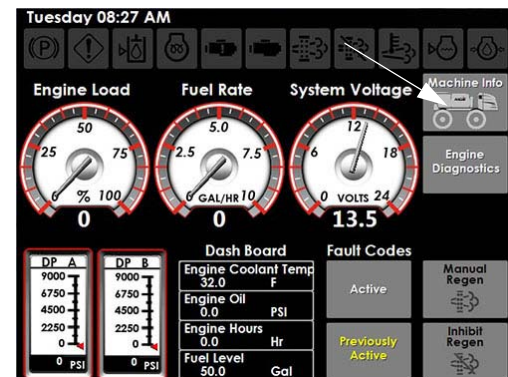 Tuesday 08:27 AM
(P)
Engine Load
Fuel Rate
System Voltage
Machine Info
50
25
75
0
%
100
0
5.0
2.5
7.5
0
GAL/HR
10
0
12
6
18
0
VOLTS
24
13.5
Engine
Diagnostics
DP A
9000
6750
4500
2250
0
0 PSI
DP B
9000
6750
4500
2250
0
0 PSI
Dash Board
Engine Coolant Temp
32.0 F
Engine Oil
0.0 PSI
Engine Hours
0.0 Hr
Fuel Level
50.0 Gal
Fault Codes
Active
Previously
Active
Manual
Regen
Inhibit
Regen